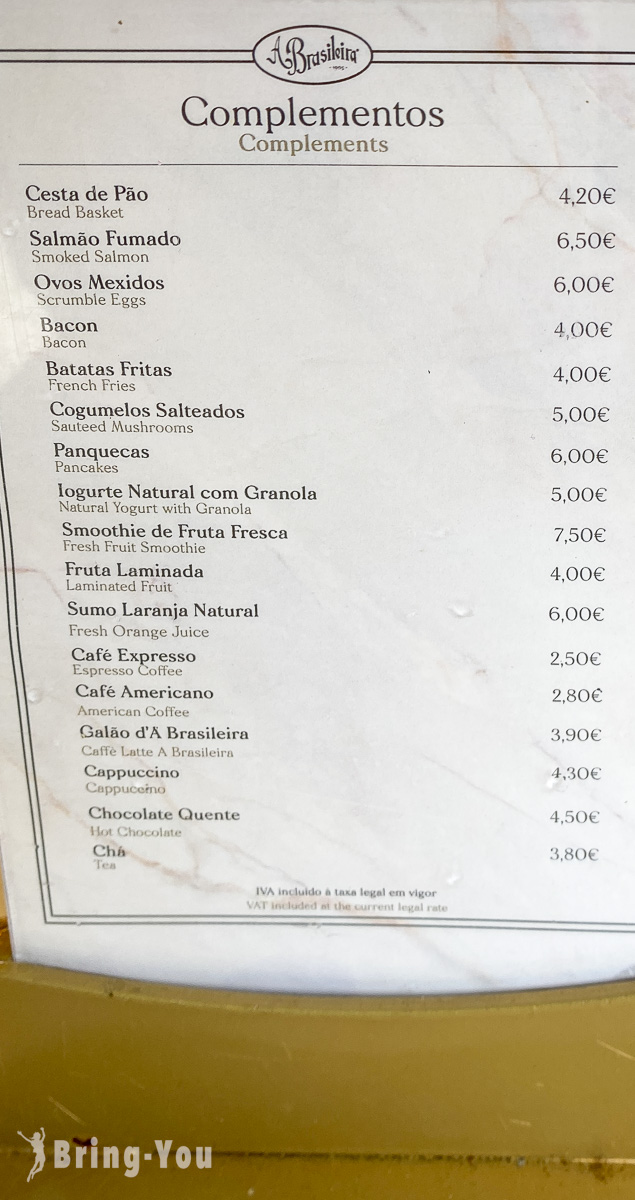 A Brasileira
Complementos
Complements
Cesta de Pão 4,20€
Bread Basket
Salmão Fumado 6,50€
Smoked Salmon
Ovos Mexidos 6,00€
Scrumble Eggs
Bacon 4,00€
Bacon
Batatas Fritas 4,00€
French Fries
Cogumelos Salteados 5,00€
Sauteed Mushrooms
Panquecas 6,00€
Pancakes
Iogurte Natural com Granola 5,00€
Natural Yogurt with Granola
Smoothie de Fruta Fresca 7,50€
Fresh Fruit Smoothie
Fruta Laminada 4,00€
Laminated Fruit
Sumo Laranja Natural 6,00€
Fresh Orange Juice
Café Expresso 2,50€
Espresso Coffee
Café Americano 2,80€
American Coffee
Galão d'A Brasileira 3,90€
Caffè Latte A Brasileira
Cappuccino 4,30€
Cappuccino
Chocolate Quente 4,50€
Hot Chocolate
Chá 3,80€
Tea
IVA incluído à taxa legal em vigor
VAT included at the current legal rate
Bring-You